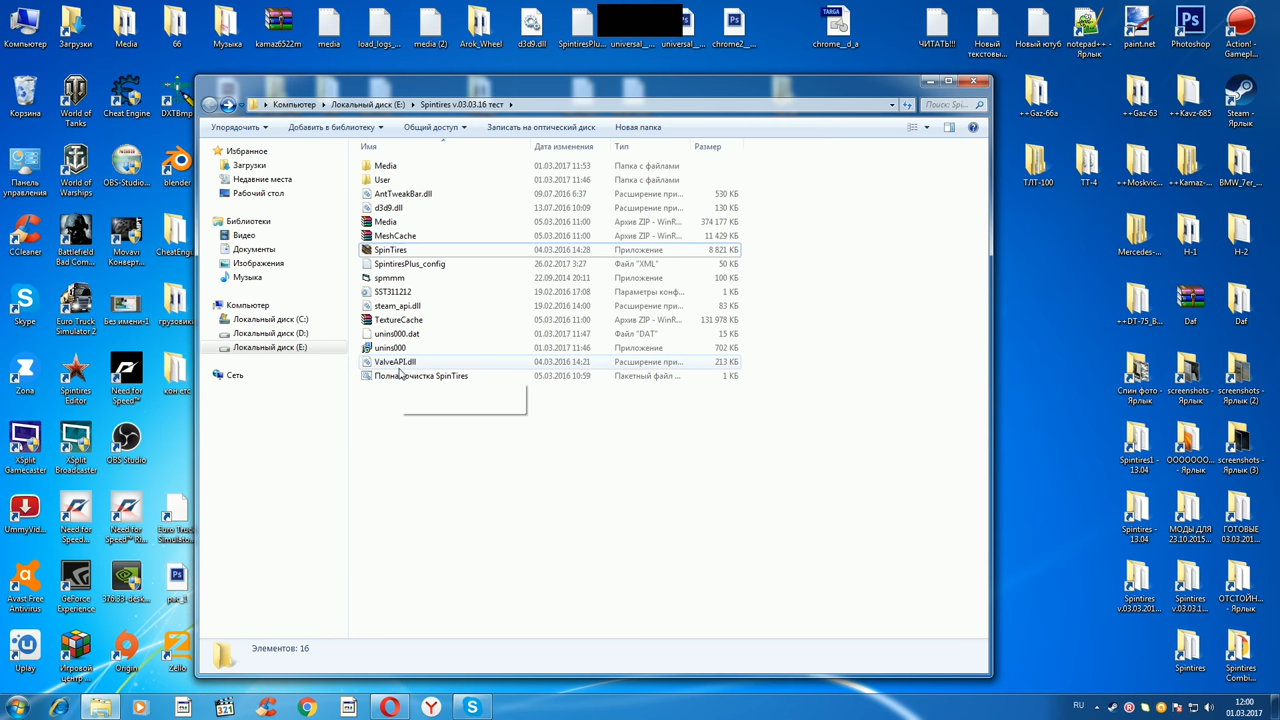 Компьютер
Загрузки
Media
66
Музыка
kamaz6522m
media
load_logs_...
media (2)
Arok_Wheel
d3d9.dll
SpintiresPlu...
universal_...
universal_...
chrome2_...
chrome__d_a
ЧИТАТЬ!!!
Новый текстовы...
Новый ютуб
notepad++ - Ярлык
paint.net
Photoshop
Action! - Gamepl...
TARGA
Корзина
World of Tanks
Cheat Engine
DXTBmp
Панель управления
World of Warships
OBS-Studio...
blender
CCleaner
Battlefield Bad Com...
Movavi Конверт...
CheatEngi...
Skype
Euro Truck Simulator 2
Без имени-1
грузовики
Zona
Spintires Editor
Need for Speed™
XSplit Gamecaster
XSplit Broadcaster
OBS Studio
UmmyVid...
Need for Speed™...
Need for Speed™ Ri...
Euro Truck Simulato...
Avast Free Antivirus
GeForce Experience
376.33-desk...
Uplay
Игровой центр ...
Origin
Zello
Компьютер
Локальный диск (E:)
Spintires v.03.03.16 тест
Поиск: Spi...
Упорядочить
Добавить в библиотеку
Общий доступ
Записать на оптический диск
Новая папка
Избранное
Загрузки
Недавние места
Рабочий стол
Библиотеки
Видео
Документы
Изображения
Музыка
Компьютер
Локальный диск (C:)
Локальный диск (D:)
Локальный диск (E:)
Сеть
Имя Дата изменения Тип Размер
Media 01.03.2017 11:53 Папка с файлами
User 01.03.2017 11:46 Папка с файлами
AntTweakBar.dll 09.07.2016 6:37 Расширение при... 530 КБ
d3d9.dll 13.07.2016 10:09 Расширение при... 130 КБ
Media 05.03.2016 11:00 Архив ZIP - WinR... 374 177 КБ
MeshCache 05.03.2016 11:00 Архив ZIP - WinR... 11 429 КБ
SpinTires 04.03.2016 14:28 Приложение 8 821 КБ
SpintiresPlus_config 26.02.2017 3:27 Файл "XML" 50 КБ
spmmm 22.09.2014 20:11 Приложение 100 КБ
SST311212 19.02.2016 17:08 Параметры конф... 1 КБ
steam_api.dll 19.02.2016 14:00 Расширение при... 83 КБ
TextureCache 05.03.2016 11:00 Архив ZIP - WinR... 131 978 КБ
unins000.dat 01.03.2017 11:47 Файл "DAT" 15 КБ
unins000 01.03.2017 11:46 Приложение 702 КБ
ValveAPI.dll 04.03.2016 14:21 Расширение при... 213 КБ
Полная очистка SpinTires 05.03.2016 10:59 Пакетный файл ... 1 КБ
Элементов: 16
++Gaz-66a
++Gaz-63
++Kavz-685
Steam - Ярлык
ТЛТ-100
ТТ-4
++Moskvic...
++Kamaz-...
BMW_7er_...
Mercedes-...
Н-1
Н-2
++DT-75_B...
Daf
Daf
Спин фото - Ярлык
screenshots - Ярлык
screenshots - Ярлык (2)
Spintires1 - 13.04
ООООООО... - Ярлык
screenshots - Ярлык (3)
Spintires - 13.04
МОДЫ ДЛЯ 23.10.2015...
ГОТОВЫЕ 03.03.201...
Spintires v.03.03.201...
Spintires v.03.03.1...
ОТСТОЙН... - Ярлык
Spintires
Spintires Combi...
RU
12:00
01.03.2017